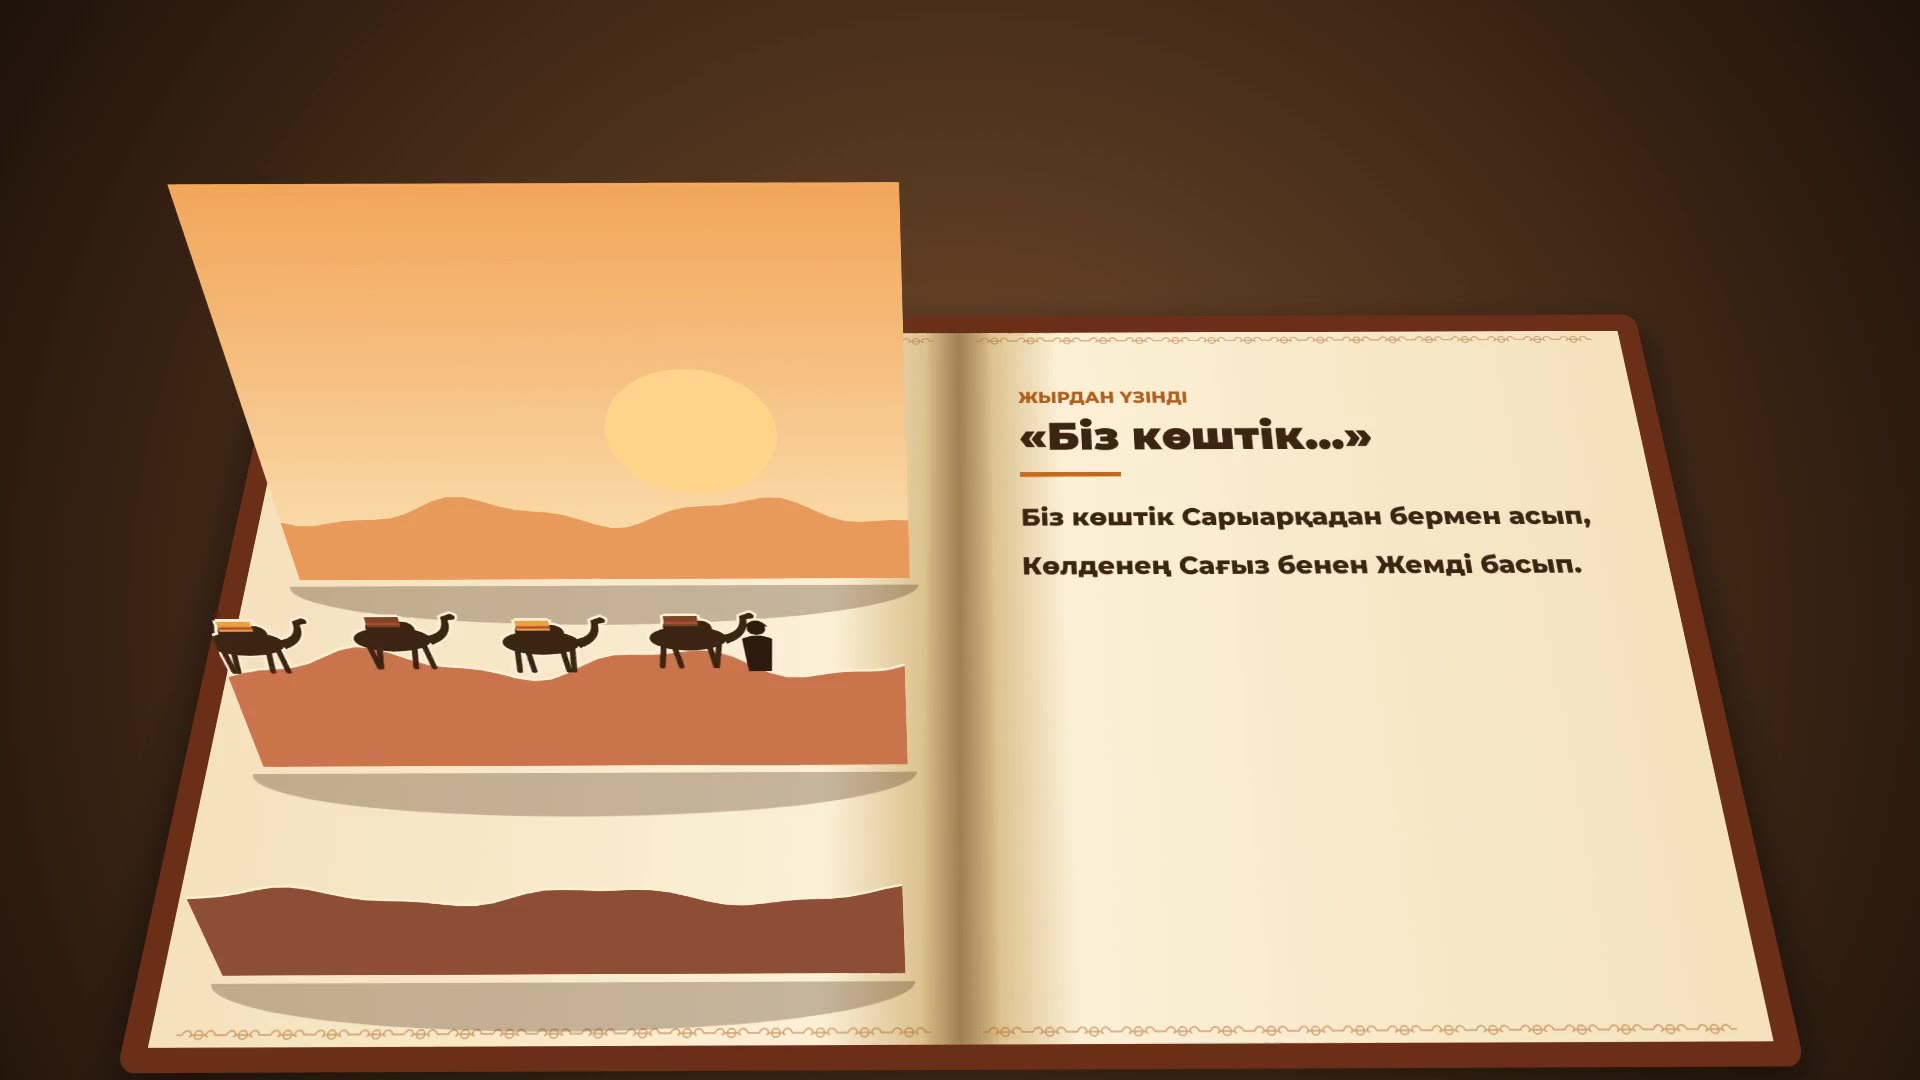 ЖЫРДАН ҮЗІНДІ
«Біз көштік...»
Біз көштік Сарыарқадан бермен асып,
Көлденең Сағыз бенен Жемді басып.